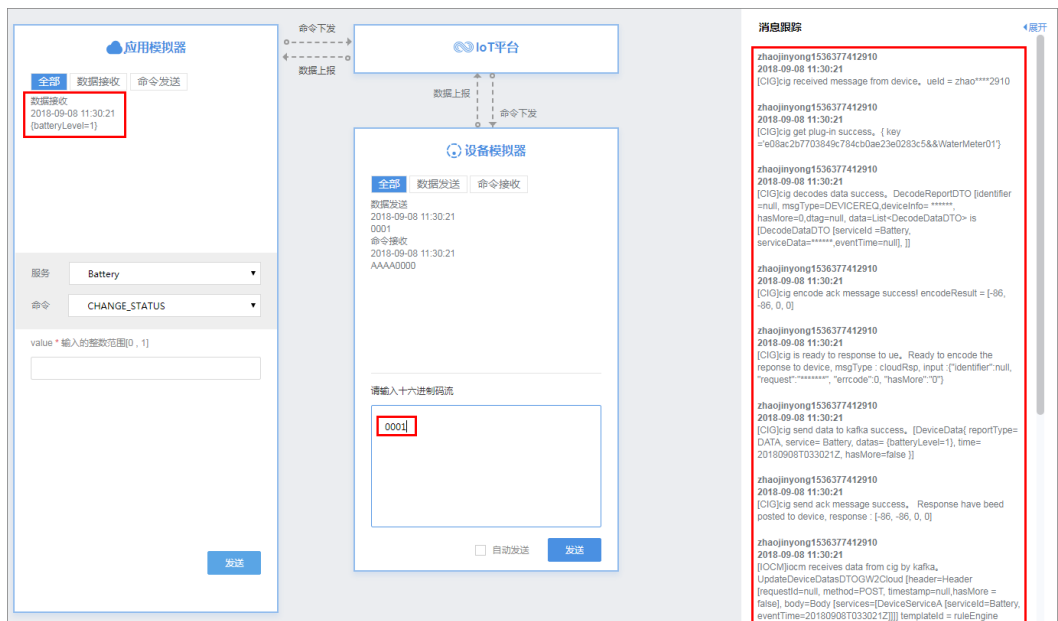 应用模拟器
全部 数据接收 命令发送
数据接收
2018-09-08 11:30:21
{batteryLevel=1}
服务 Battery
命令 CHANGE_STATUS
value * 输入的整数范围[0 , 1]
发送
命令下发
数据上报
IoT平台
数据上报
命令下发
设备模拟器
全部 数据发送 命令接收
数据发送
2018-09-08 11:30:21
0001
命令接收
2018-09-08 11:30:21
AAAA0000
请输入十六进制码流
0001
自动发送 发送
消息跟踪 展开
zhaojinyong1536377412910
2018-09-08 11:30:21
[CIG]cig received message from device。ueId = zhao****2910
zhaojinyong1536377412910
2018-09-08 11:30:21
[CIG]cig get plug-in success。{ key
='e08ac2b7703849c784cb0ae23e0283c5&&WaterMeter01'}
zhaojinyong1536377412910
2018-09-08 11:30:21
[CIG]cig decodes data success。DecodeReportDTO [identifier
=null, msgType=DEVICEREQ,deviceInfo= ******,
hasMore=0,dtag=null, data=List<DecodeDataDTO> is
[DecodeDataDTO [serviceId =Battery,
serviceData=******,eventTime=null], ]]
zhaojinyong1536377412910
2018-09-08 11:30:21
[CIG]cig encode ack message success! encodeResult = [-86,
-86, 0, 0]
zhaojinyong1536377412910
2018-09-08 11:30:21
[CIG]cig is ready to response to ue。Ready to encode the
reponse to device, msgType : cloudRsp, input :{"identifier":null,
"request":"*******", "errcode":0, "hasMore":"0"}
zhaojinyong1536377412910
2018-09-08 11:30:21
[CIG]cig send data to kafka success。[DeviceData{ reportType=
DATA, service= Battery, datas= {batteryLevel=1}, time=
20180908T033021Z, hasMore=false }]
zhaojinyong1536377412910
2018-09-08 11:30:21
[CIG]cig send ack message success。 Response have beed
posted to device, response : [-86, -86, 0, 0]
zhaojinyong1536377412910
2018-09-08 11:30:21
[IOCM]iocm receives data from cig by kafka。
UpdateDeviceDatasDTOGW2Cloud [header=Header
[requestId=null, method=POST, timestamp=null,hasMore =
false], body=Body [services=[DeviceServiceA [serviceId=Battery,
eventTime=20180908T033021Z]]]] templateId = ruleEngine